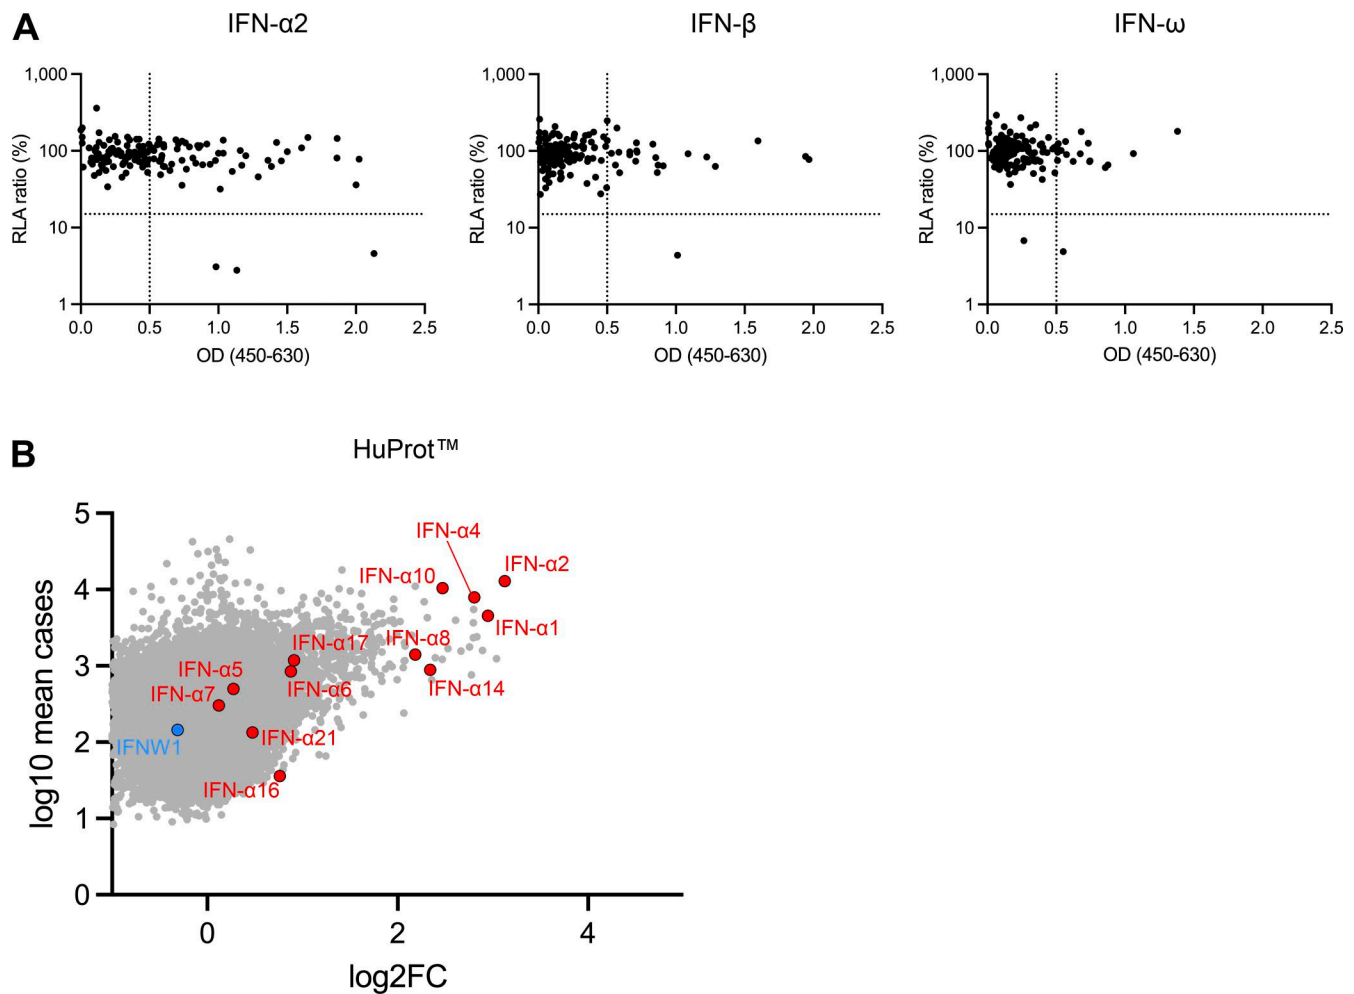 A
IFN-α2
IFN-β
IFN-ω
RLA ratio (%)
1,000
100
10
1
0.0 0.5 1.0 1.5 2.0 2.5
OD (450-630)
RLA ratio (%)
1,000
100
10
1
0.0 0.5 1.0 1.5 2.0 2.5
OD (450-630)
RLA ratio (%)
1,000
100
10
1
0.0 0.5 1.0 1.5 2.0 2.5
OD (450-630)
B
HuProt™
log10 mean cases
5
4
3
2
1
0
IFN-α4
IFN-α2
IFN-α10
IFN-α1
IFN-α17
IFN-α8
IFN-α5
IFN-α6
IFN-α14
IFN-α7
IFNW1
IFN-α21
IFN-α16
0 2 4
log2FC